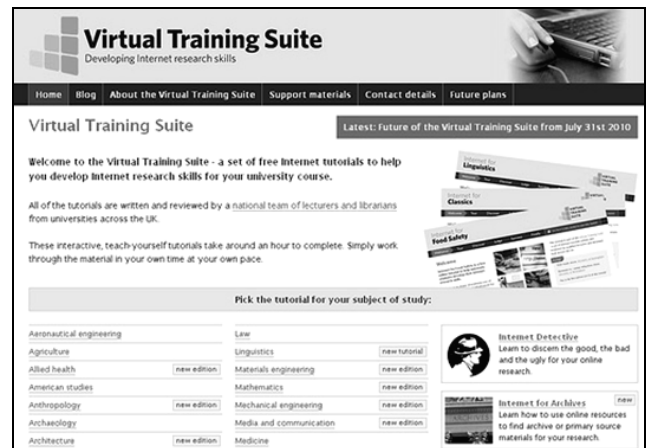 Virtual Training Suite
Developing Internet research skills
Home Blog About the Virtual Training Suite Support materials Contact details Future plans
Virtual Training Suite
Latest: Future of the Virtual Training Suite from July 31st 2010
Welcome to the Virtual Training Suite - a set of free Internet tutorials to help
you develop Internet research skills for your university course.
All of the tutorials are written and reviewed by a national team of lecturers and librarians
from universities across the UK.
These interactive, teach-yourself tutorials take around an hour to complete. Simply work
through the material in your own time at your own pace.
Internet for
Linguistics
Internet for
Classics
Internet for
Food Safety
Pick the tutorial for your subject of study:
Aeronautical engineering
Agriculture
Allied health new edition
American studies
Anthropology new edition
Archaeology
Architecture new edition
Law
Linguistics new tutorial
Materials engineering new edition
Mathematics new edition
Mechanical engineering new edition
Media and communication new edition
Medicine
Internet Detective
Learn to discern the good, the bad
and the ugly for your online
research.
Internet for Archives new
Learn how to use online resources
to find archive or primary source
materials for your research.